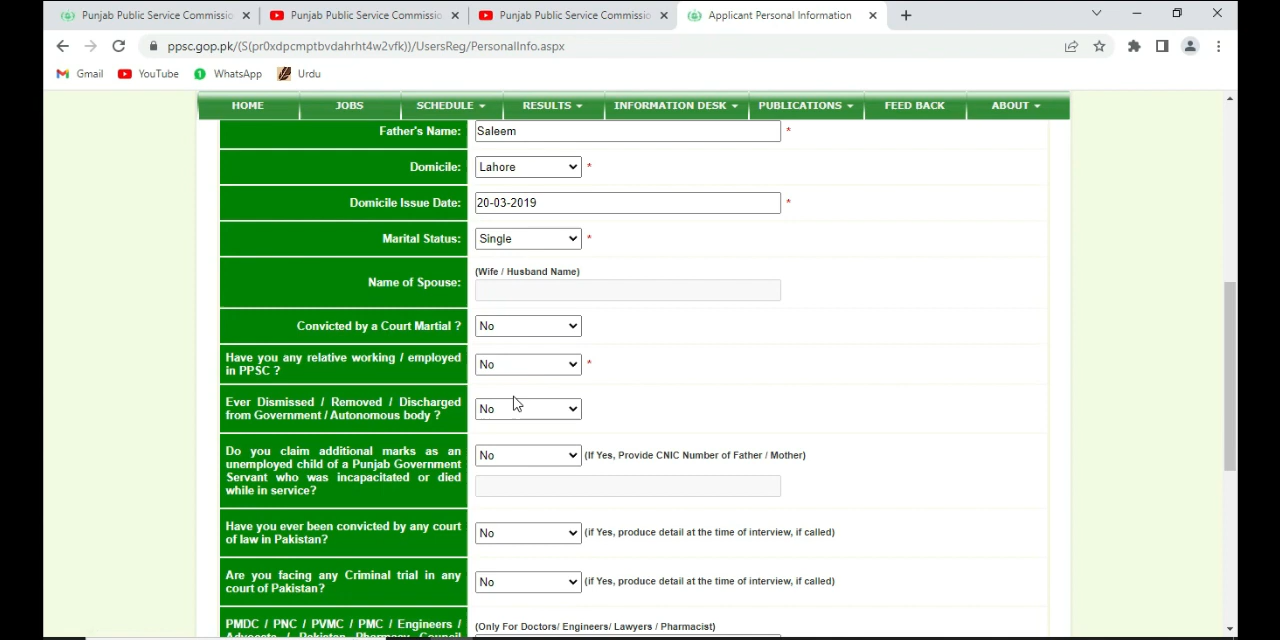 Punjab Public Service Commissio
Punjab Public Service Commissio
Punjab Public Service Commissio
Applicant Personal Information
ppsc.gop.pk/(S(pr0xdpcmptbvdahrht4w2vfk))/UsersReg/PersonalInfo.aspx
Gmail YouTube WhatsApp Urdu
HOME JOBS SCHEDULE RESULTS INFORMATION DESK PUBLICATIONS FEED BACK ABOUT
Father's Name: Saleem *
Domicile: Lahore *
Domicile Issue Date: 20-03-2019 *
Marital Status: Single *
(Wife / Husband Name)
Name of Spouse:
Convicted by a Court Martial ? No
Have you any relative working / employed
in PPSC ?
No *
Ever Dismissed / Removed / Discharged
from Government / Autonomous body ?
No
Do you claim additional marks as an
unemployed child of a Punjab Government
Servant who was incapacitated or died
while in service?
No (If Yes, Provide CNIC Number of Father / Mother)
Have you ever been convicted by any court
of law in Pakistan?
No (if Yes, produce detail at the time of interview, if called)
Are you facing any Criminal trial in any
court of Pakistan?
No (if Yes, produce detail at the time of interview, if called)
PMDC / PNC / PVMC / PMC / Engineers /
Advocate / Pakistan Pharmacy Council
(Only For Doctors/ Engineers/ Lawyers / Pharmacist)